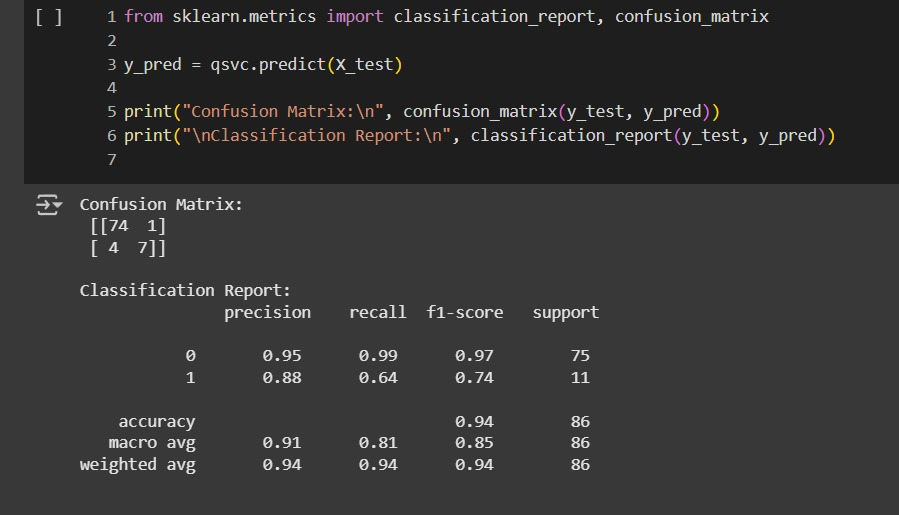 [ ]
1 from sklearn.metrics import classification_report, confusion_matrix
2
3 y_pred = qsvc.predict(X_test)
4
5 print("Confusion Matrix:\n", confusion_matrix(y_test, y_pred))
6 print("\nClassification Report:\n", classification_report(y_test, y_pred))
7
Confusion Matrix:
[[74 1]
[ 4 7]]
Classification Report:
precision recall f1-score support
0 0.95 0.99 0.97 75
1 0.88 0.64 0.74 11
accuracy 0.94 86
macro avg 0.91 0.81 0.85 86
weighted avg 0.94 0.94 0.94 86